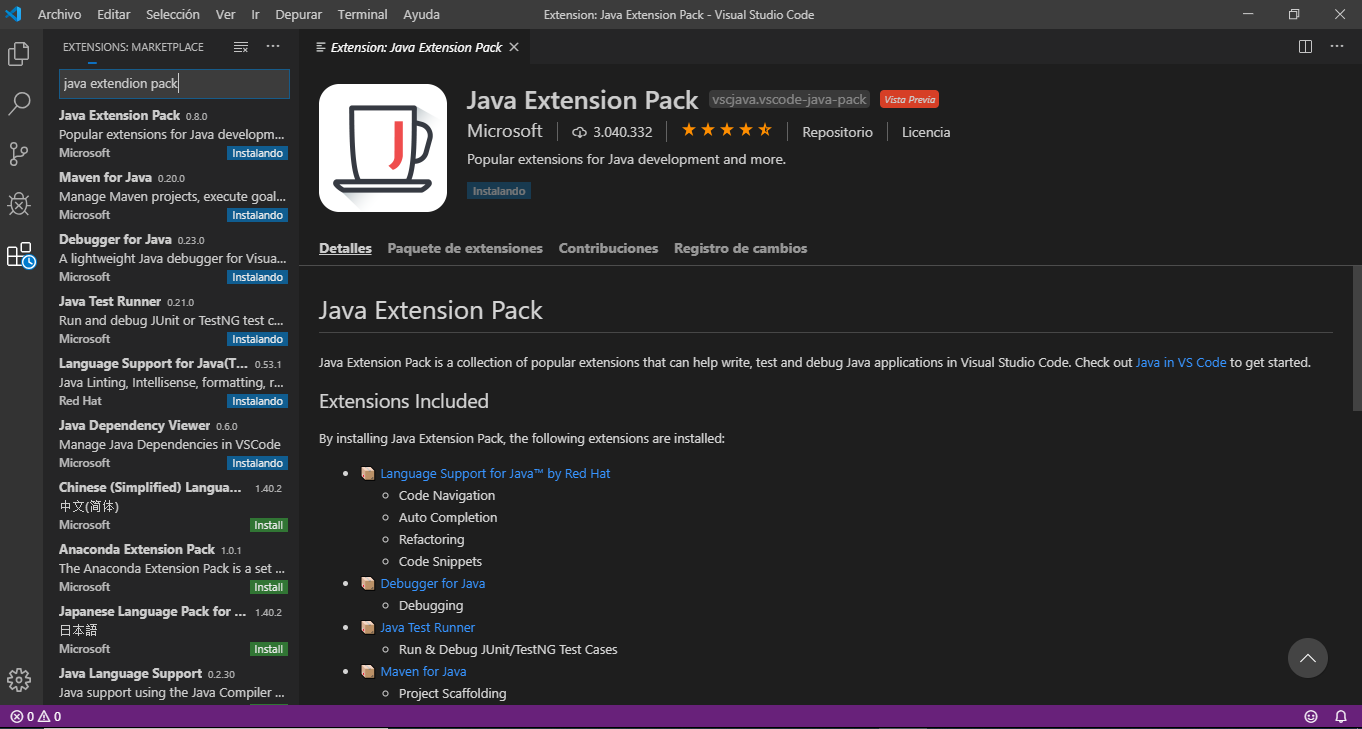 Archivo Editar Selección Ver Ir Depurar Terminal Ayuda Extension: Java Extension Pack - Visual Studio Code
EXTENSIONS: MARKETPLACE
java extendion pack
Java Extension Pack 0.8.0
Popular extensions for Java developm...
Microsoft Instalando
Maven for Java 0.20.0
Manage Maven projects, execute goal...
Microsoft Instalando
Debugger for Java 0.23.0
A lightweight Java debugger for Visua...
Microsoft Instalando
Java Test Runner 0.21.0
Run and debug JUnit or TestNG test c...
Microsoft Instalando
Language Support for Java(T... 0.53.1
Java Linting, Intellisense, formatting, r...
Red Hat Instalando
Java Dependency Viewer 0.6.0
Manage Java Dependencies in VSCode
Microsoft Instalando
Chinese (Simplified) Langua... 1.40.2
中文(简体)
Microsoft Install
Anaconda Extension Pack 1.0.1
The Anaconda Extension Pack is a set ...
Microsoft Install
Japanese Language Pack for ... 1.40.2
日本語
Microsoft Install
Java Language Support 0.2.30
Java support using the Java Compiler ...
Extension: Java Extension Pack
Java Extension Pack vscjava.vscode-java-pack Vista Previa
Microsoft 3.040.332 Repositorio Licencia
Popular extensions for Java development and more.
Instalando
Detalles Paquete de extensiones Contribuciones Registro de cambios
Java Extension Pack
Java Extension Pack is a collection of popular extensions that can help write, test and debug Java applications in Visual Studio Code. Check out Java in VS Code to get started.
Extensions Included
By installing Java Extension Pack, the following extensions are installed:
Language Support for Java™ by Red Hat
Code Navigation
Auto Completion
Refactoring
Code Snippets
Debugger for Java
Debugging
Java Test Runner
Run & Debug JUnit/TestNG Test Cases
Maven for Java
Project Scaffolding
0 0